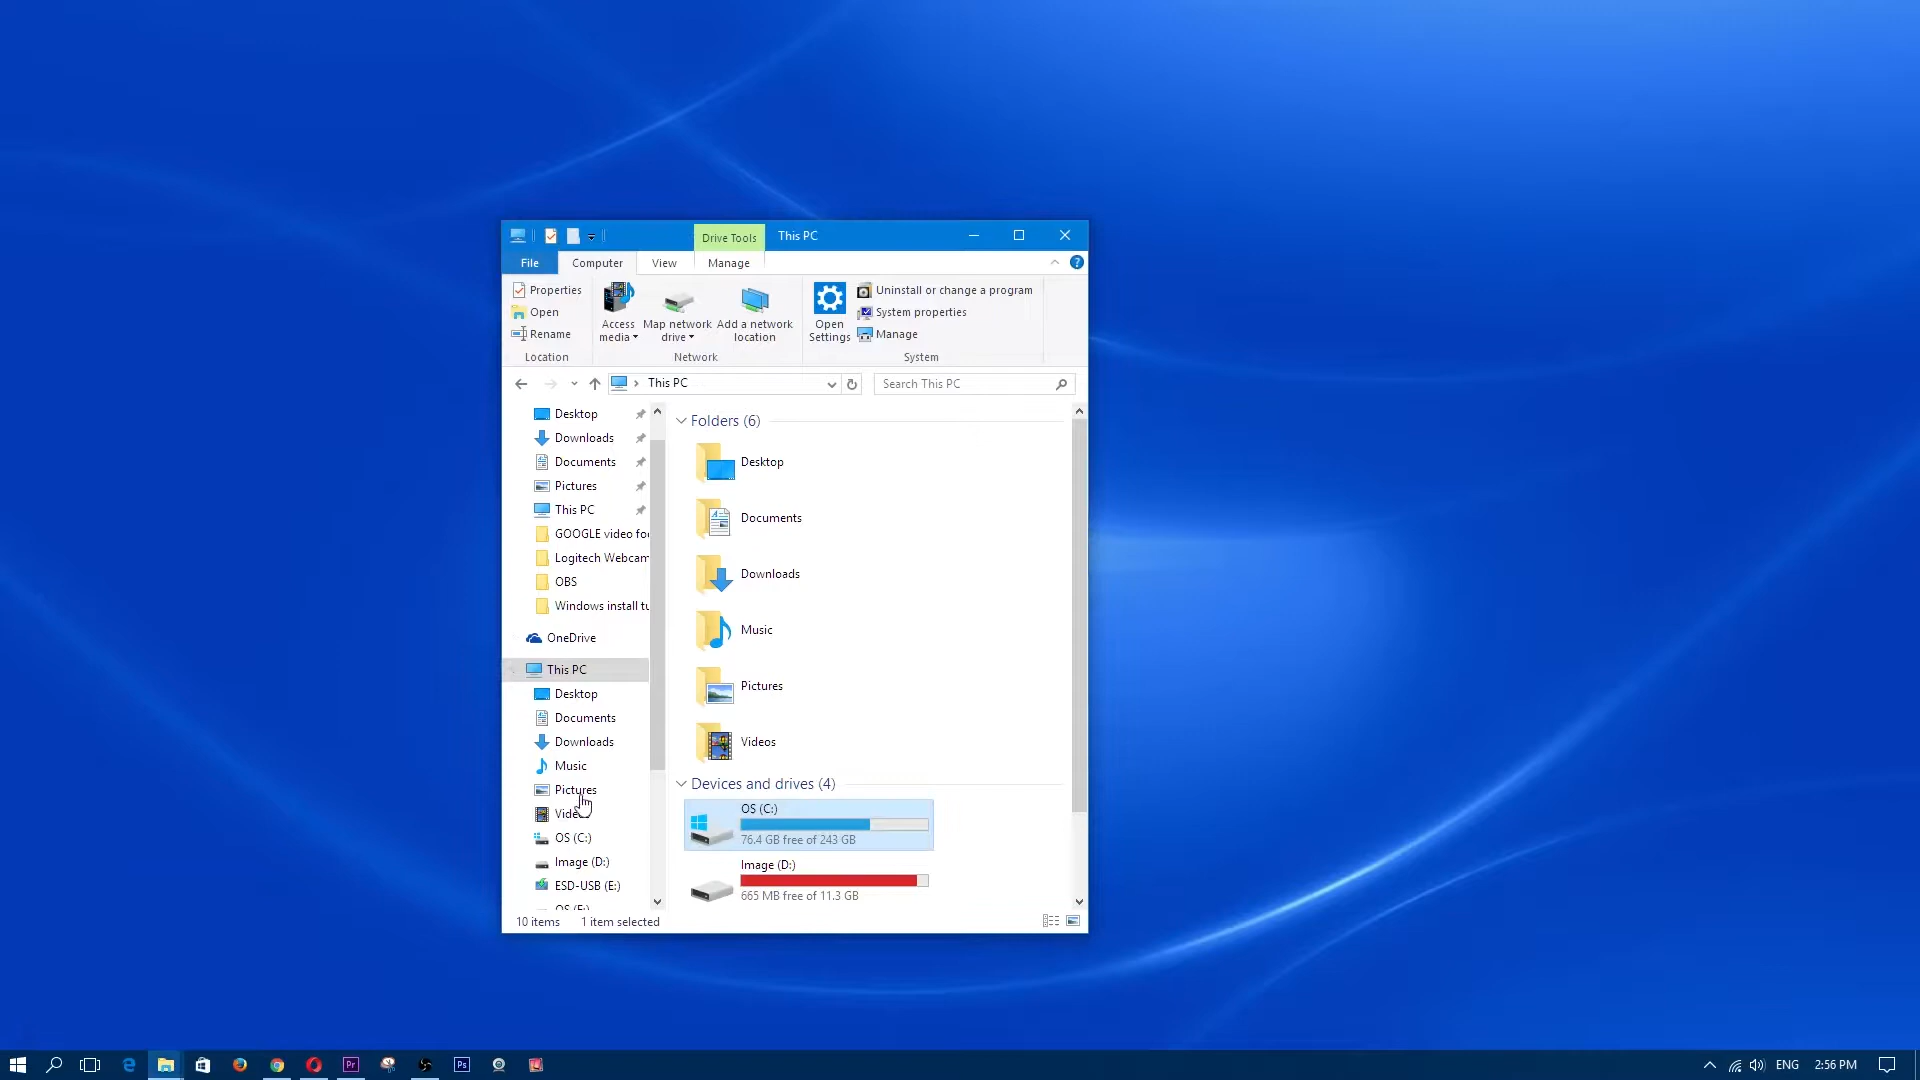 Drive Tools
This PC
File
Computer
View
Manage
Properties
Open
Rename
Location
Access
media
Map network
drive
Add a network
location
Network
Open
Settings
Uninstall or change a program
System properties
Manage
System
This PC
Search This PC
Desktop
Downloads
Documents
Pictures
This PC
GOOGLE video foo
Logitech Webcam
OBS
Windows install tu
OneDrive
This PC
Desktop
Documents
Downloads
Music
Pictures
OS (C:)
Image (D:)
ESD-USB (E:)
Folders (6)
Desktop
Documents
Downloads
Music
Pictures
Videos
Devices and drives (4)
OS (C:)
76.4 GB free of 243 GB
Image (D:)
665 MB free of 11.3 GB
10 items
1 item selected
Pr
Ps
ENG
2:56 PM